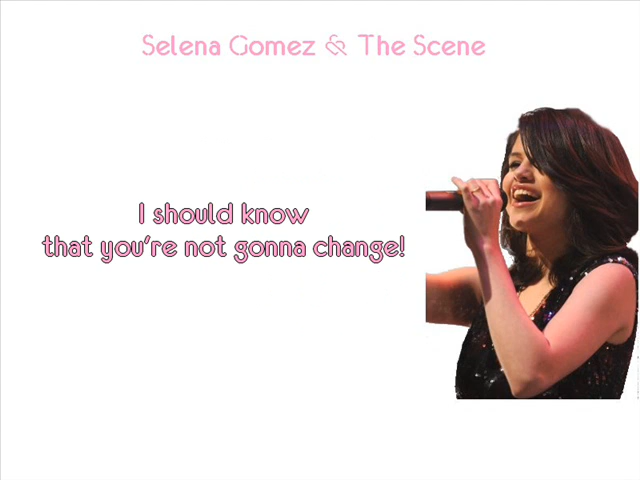 Selena Gomez & The Scene
I should know
that you're not gonna change!